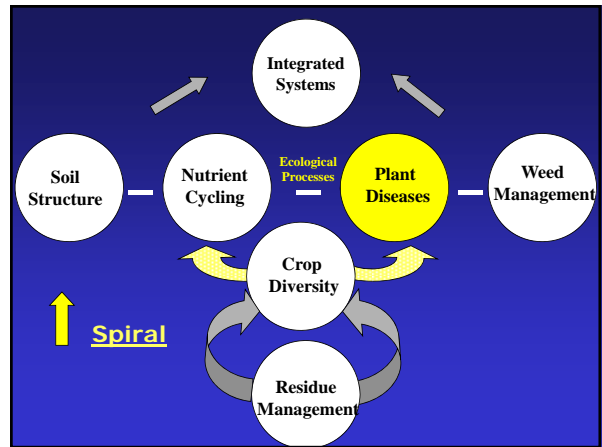 Integrated
Systems
Ecological
Processes
Soil
Structure
Nutrient
Cycling
Plant
Diseases
Weed
Management
Crop
Diversity
Spiral
Residue
Management